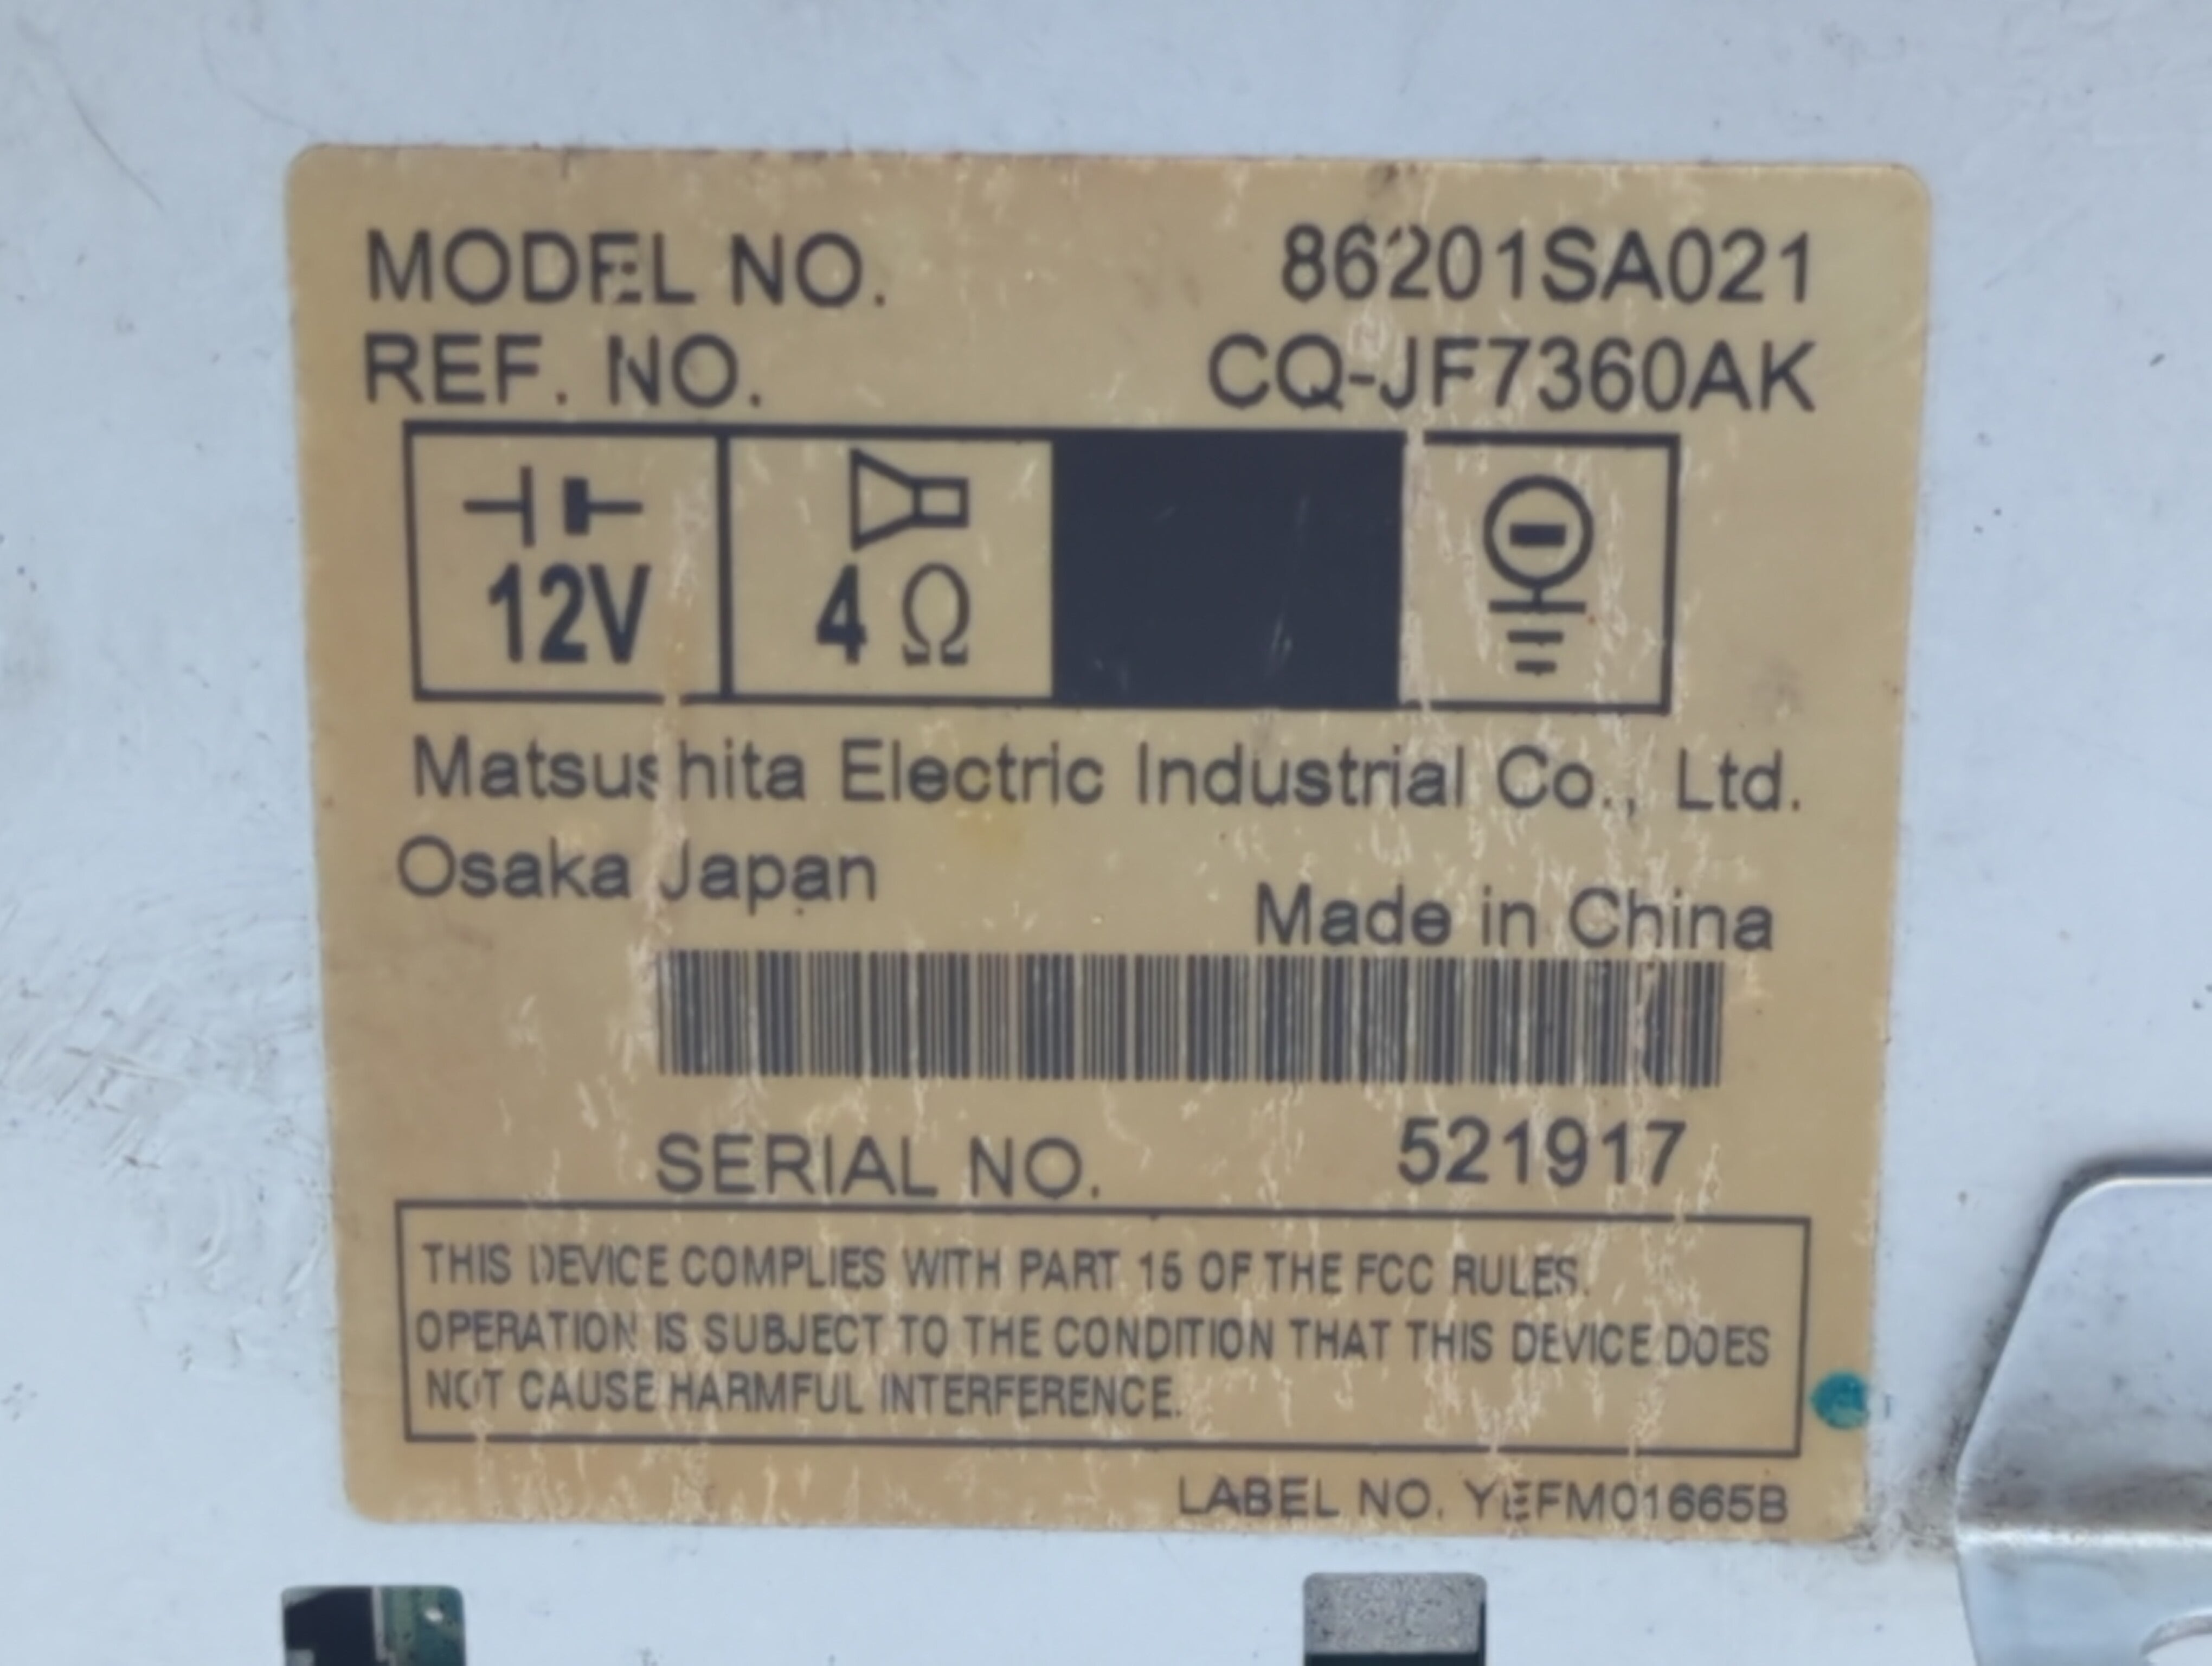 MODEL NO. 86201SA021
REF. NO. CQ-JF7360AK
12V 4 Ω
Matsushita Electric Industrial Co., Ltd.
Osaka Japan
Made in China
SERIAL NO. 521917
THIS DEVICE COMPLIES WITH PART 15 OF THE FCC RULES.
OPERATION IS SUBJECT TO THE CONDITION THAT THIS DEVICE DOES
NOT CAUSE HARMFUL INTERFERENCE.
LABEL NO. YEFM01665B